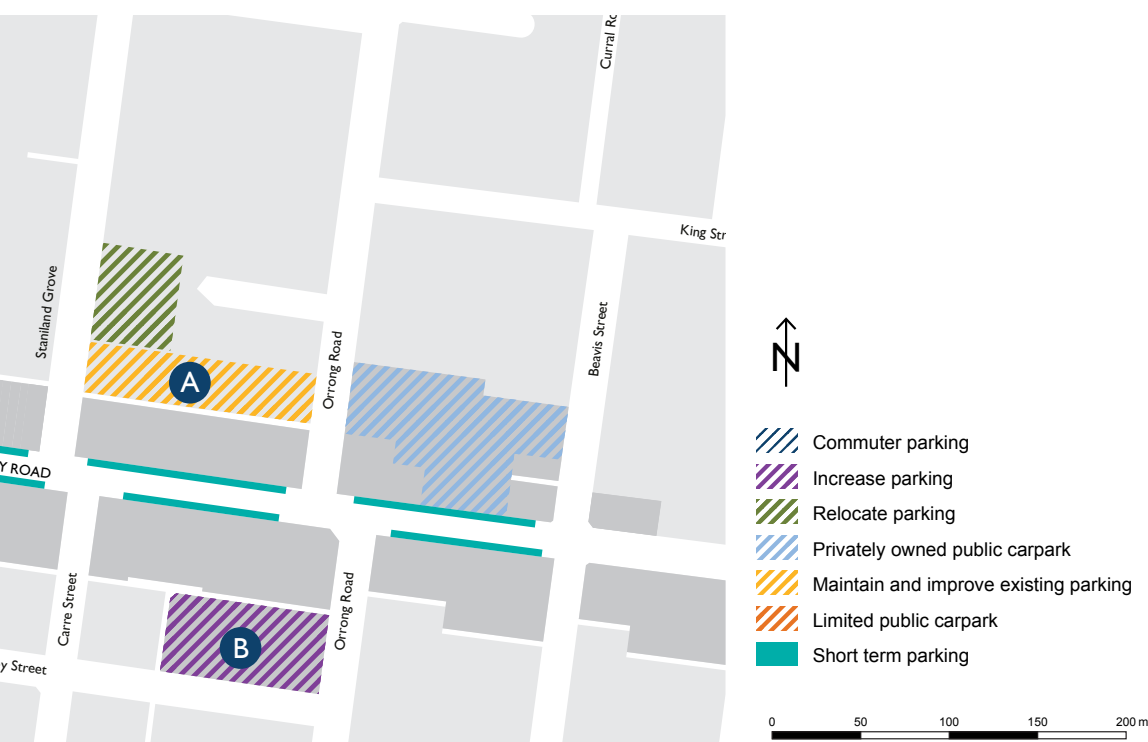 Curral
King
Staniland Grove
Orrong Road
Beavis Street
A
ROAD
Carre Street
Orrong Road
B
Street
N
Commuter parking
Increase parking
Relocate parking
Privately owned public carpark
Maintain and improve existing parking
Limited public carpark
Short term parking
0 50 100 150 200 m